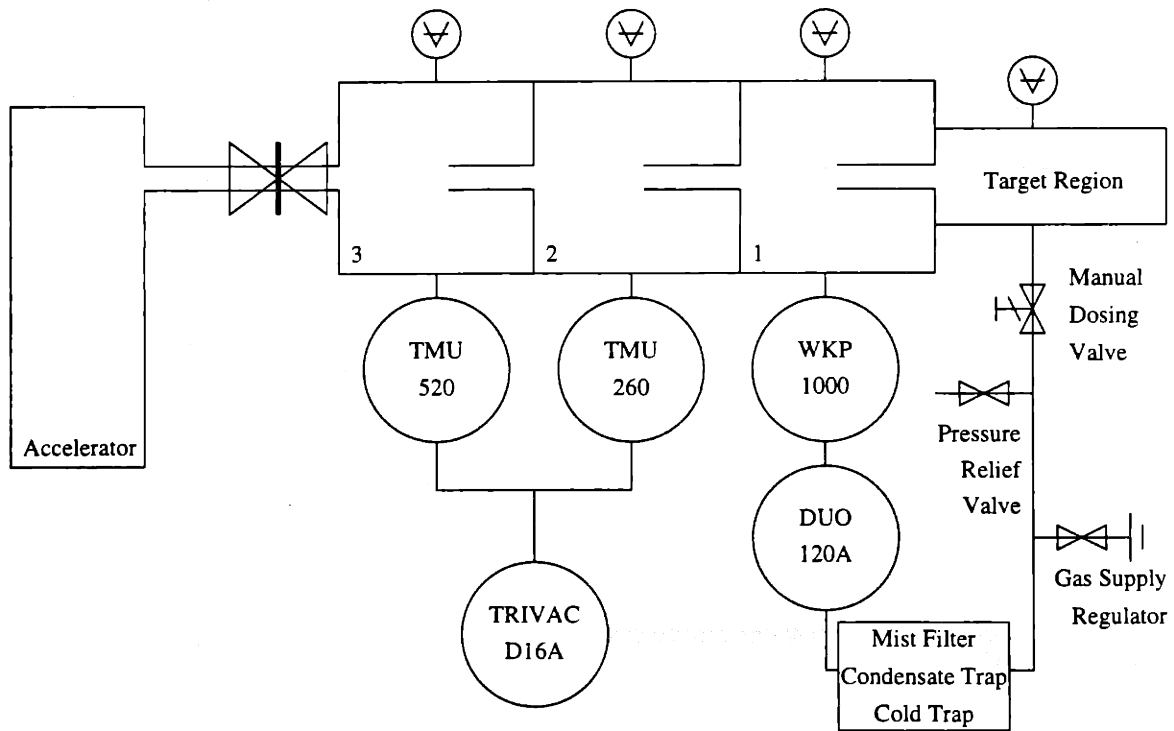 3
2
1
Target Region
Accelerator
TMU
520
TMU
260
WKP
1000
Manual
Dosing
Valve
Pressure
Relief
Valve
DUO
120A
TRIVAC
D16A
Gas Supply
Regulator
Mist Filter
Condensate Trap
Cold Trap